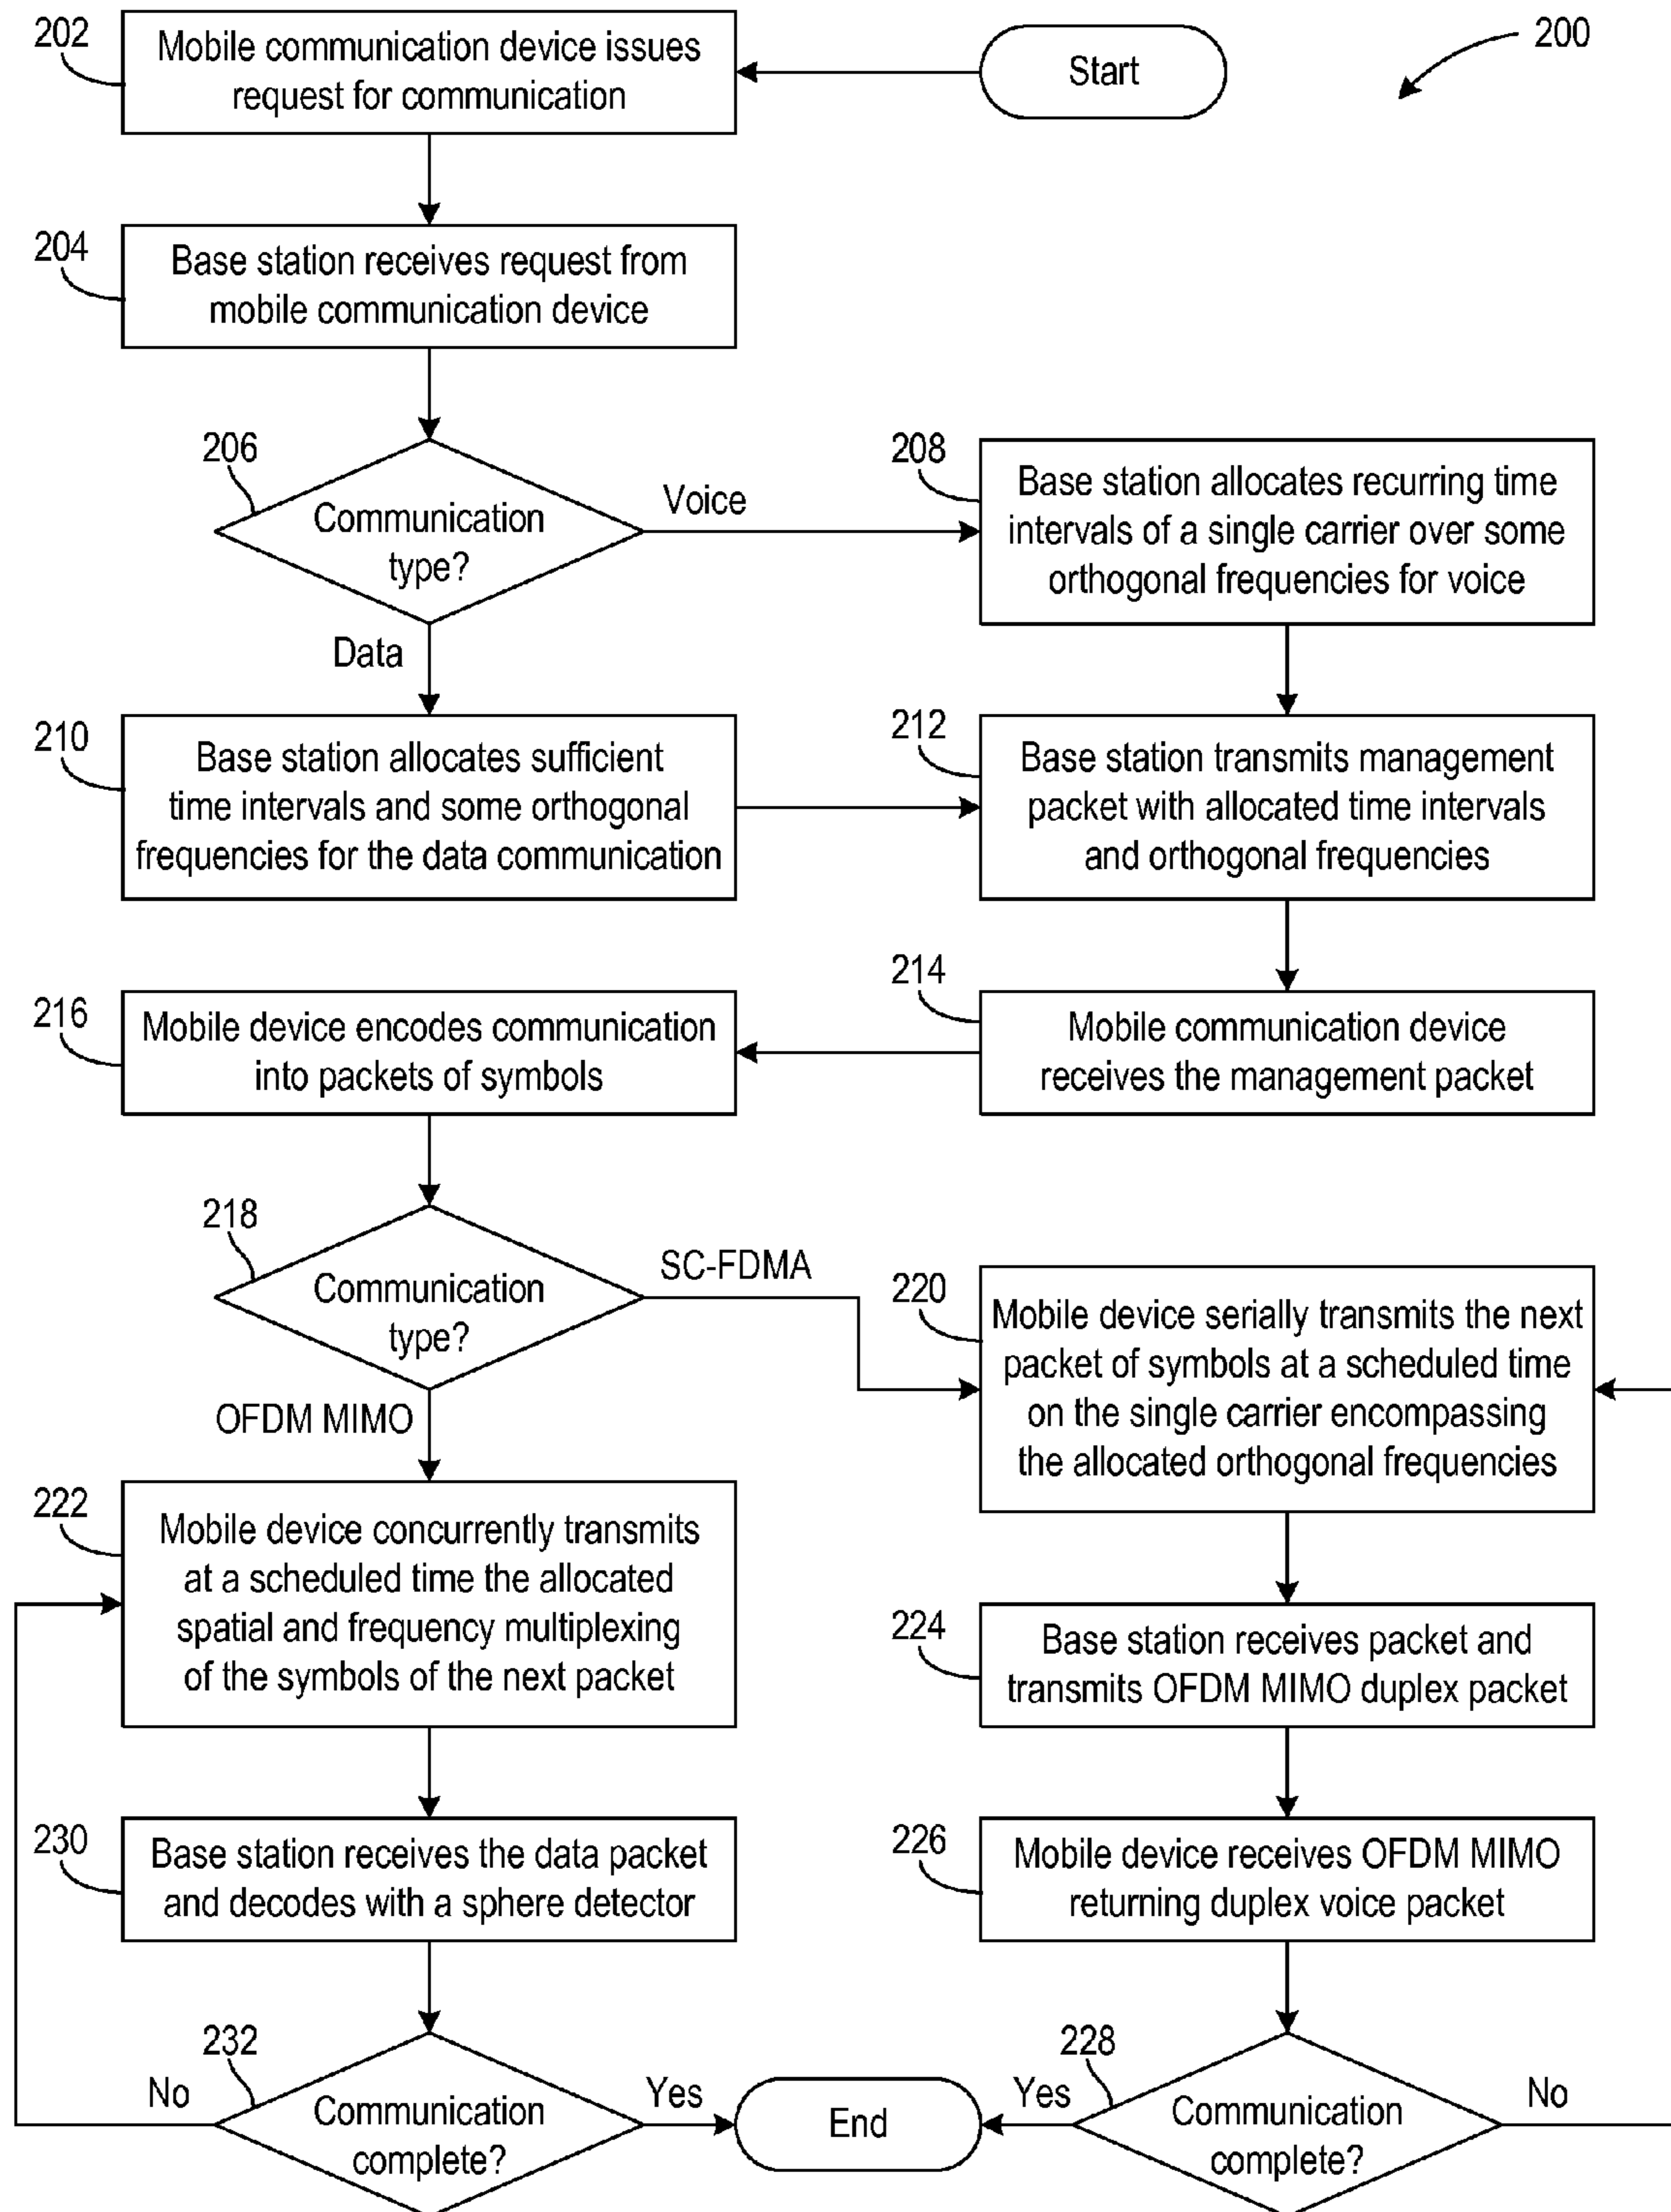 202
Mobile communication device issues
request for communication
Start
200
204
Base station receives request from
mobile communication device
206
Communication
type?
Voice
Data
208
Base station allocates recurring time
intervals of a single carrier over some
orthogonal frequencies for voice
210
Base station allocates sufficient
time intervals and some orthogonal
frequencies for the data communication
212
Base station transmits management
packet with allocated time intervals
and orthogonal frequencies
214
Mobile communication device
receives the management packet
216
Mobile device encodes communication
into packets of symbols
218
Communication
type?
SC-FDMA
OFDM MIMO
220
Mobile device serially transmits the next
packet of symbols at a scheduled time
on the single carrier encompassing
the allocated orthogonal frequencies
222
Mobile device concurrently transmits
at a scheduled time the allocated
spatial and frequency multiplexing
of the symbols of the next packet
224
Base station receives packet and
transmits OFDM MIMO duplex packet
230
Base station receives the data packet
and decodes with a sphere detector
226
Mobile device receives OFDM MIMO
returning duplex voice packet
232
No
Communication
complete?
Yes
End
228
Yes
Communication
complete?
No